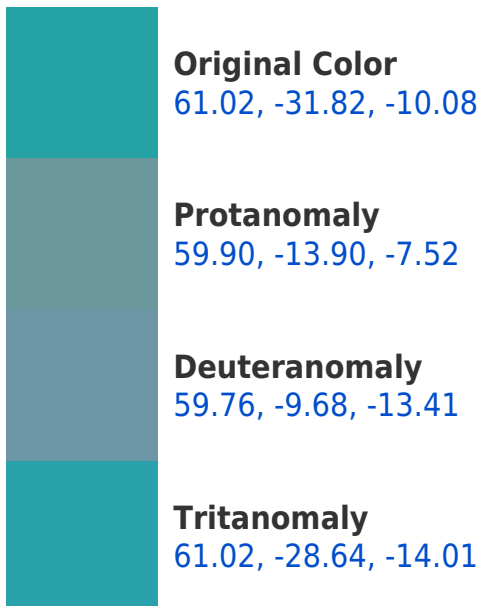 Original Color
61.02, -31.82, -10.08
Protanomaly
59.90, -13.90, -7.52
Deuteranomaly
59.76, -9.68, -13.41
Tritanomaly
61.02, -28.64, -14.01